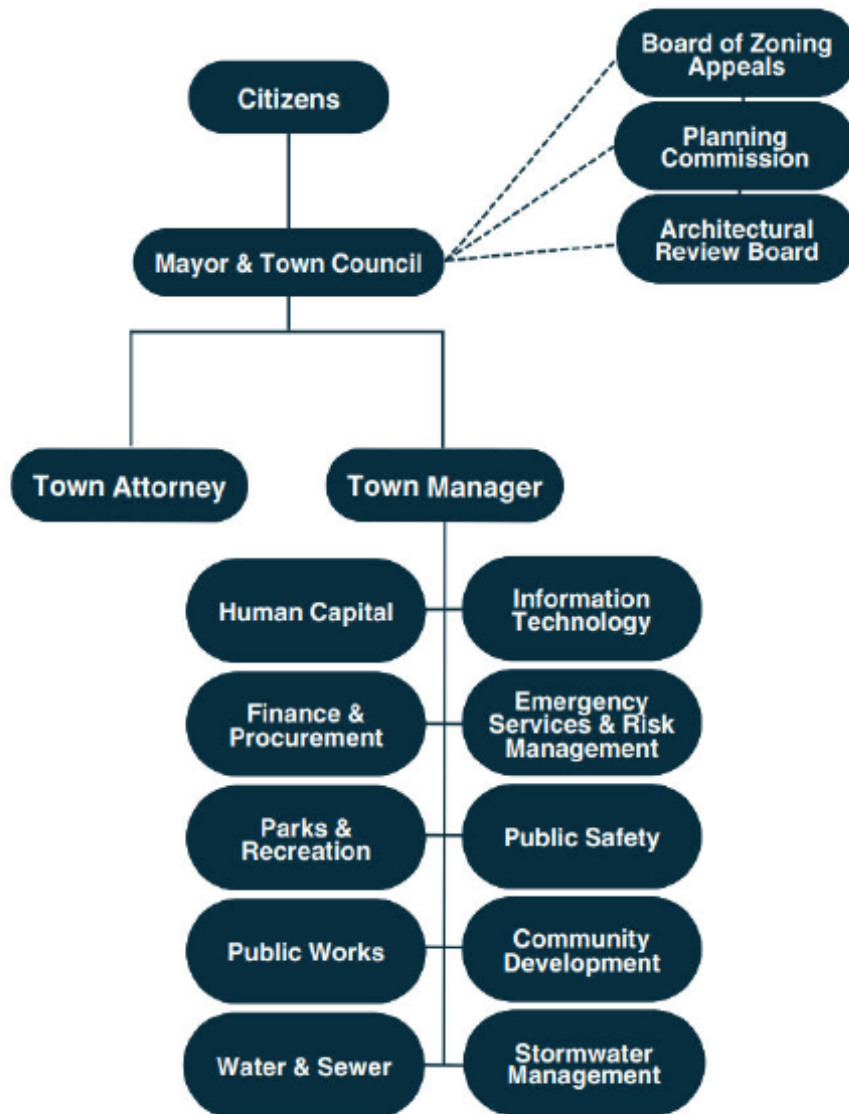 Citizens
Board of Zoning
Appeals
Planning
Commission
Architectural
Review Board
Mayor & Town Council
Town Attorney
Town Manager
Human Capital
Information
Technology
Finance &
Procurement
Emergency
Services & Risk
Management
Parks &
Recreation
Public Safety
Public Works
Community
Development
Water & Sewer
Stormwater
Management